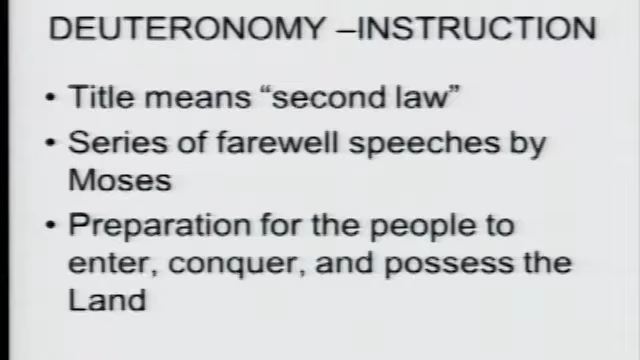 DEUTERONOMY –INSTRUCTION
• Title means “second law”
• Series of farewell speeches by
Moses
• Preparation for the people to
enter, conquer, and possess the
Land